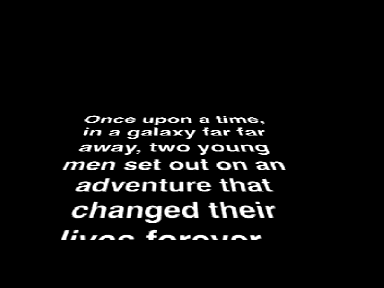 Once upon a time,
in a galaxy far far
away, two young
men set out on an
adventure that
changed their
lives forever